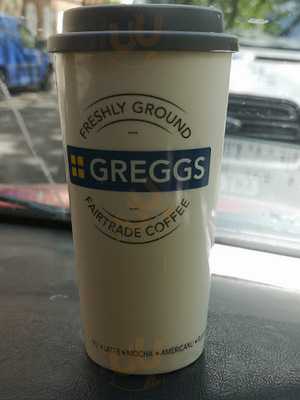 FRESHLY GROUND
GREGGS
FAIRTRADE COFFEE
LATTE • MOCHA • AMERICANO